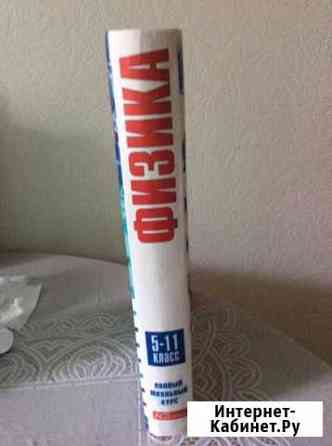 ФИЗИКА
5-11
КЛАСС
ПОЛНЫЙ
ШКОЛЬНЫЙ
КУРС
Интернет-
Кабинет.Ру